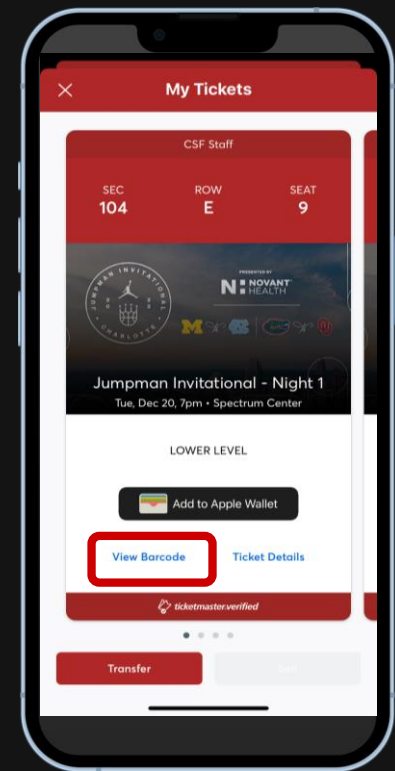 My Tickets
CSF Staff
SEC ROW SEAT
104 E 9
JUMPMAN INVITATIONAL
CHARLOTTE
PRESENTED BY
NOVANT
HEALTH
Jumpman Invitational - Night 1
Tue, Dec 20, 7pm • Spectrum Center
LOWER LEVEL
Add to Apple Wallet
View Barcode Ticket Details
ticketmaster.verified
Transfer Sell